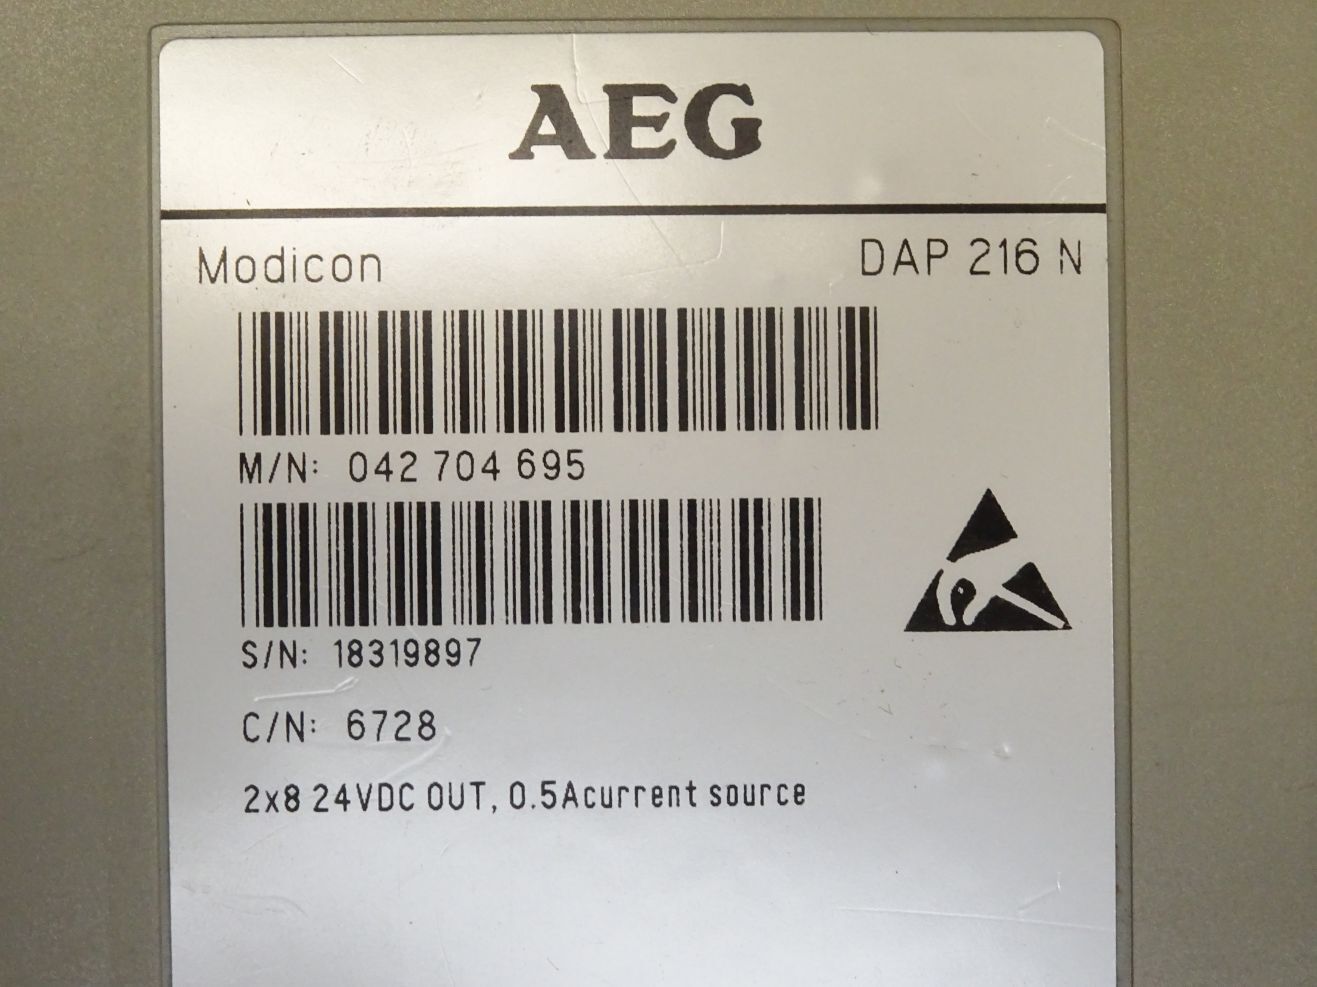 AEG
Modicon DAP 216 N
M/N: 042 704 695
S/N: 18319897
C/N: 6728
2x8 24VDC OUT, 0.5Acurrent source